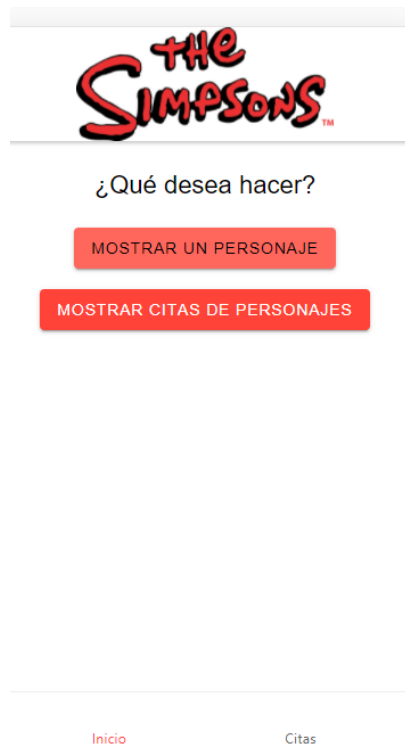 THE
SIMPSONS TM
¿Qué desea hacer?
MOSTRAR UN PERSONAJE
MOSTRAR CITAS DE PERSONAJES
Inicio Citas